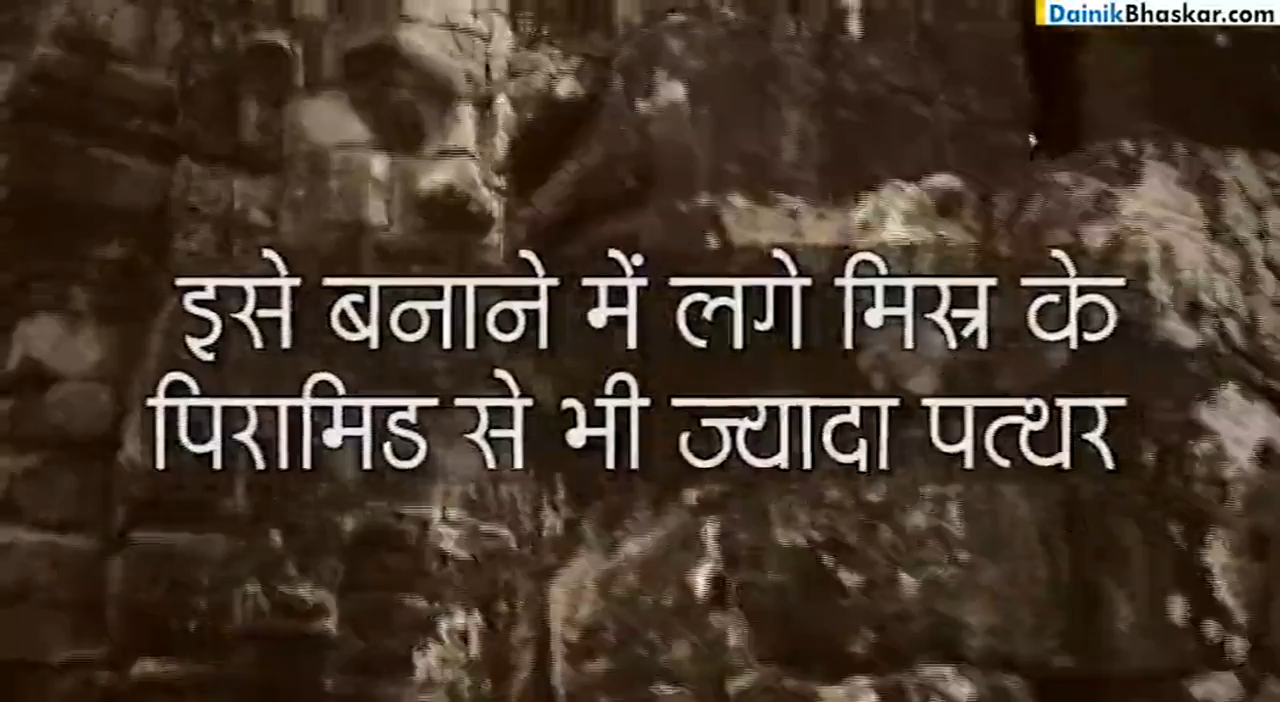 DainikBhaskar.com
इसे बनाने में लगे मिस्र के
पिरामिड से भी ज्यादा पत्थर